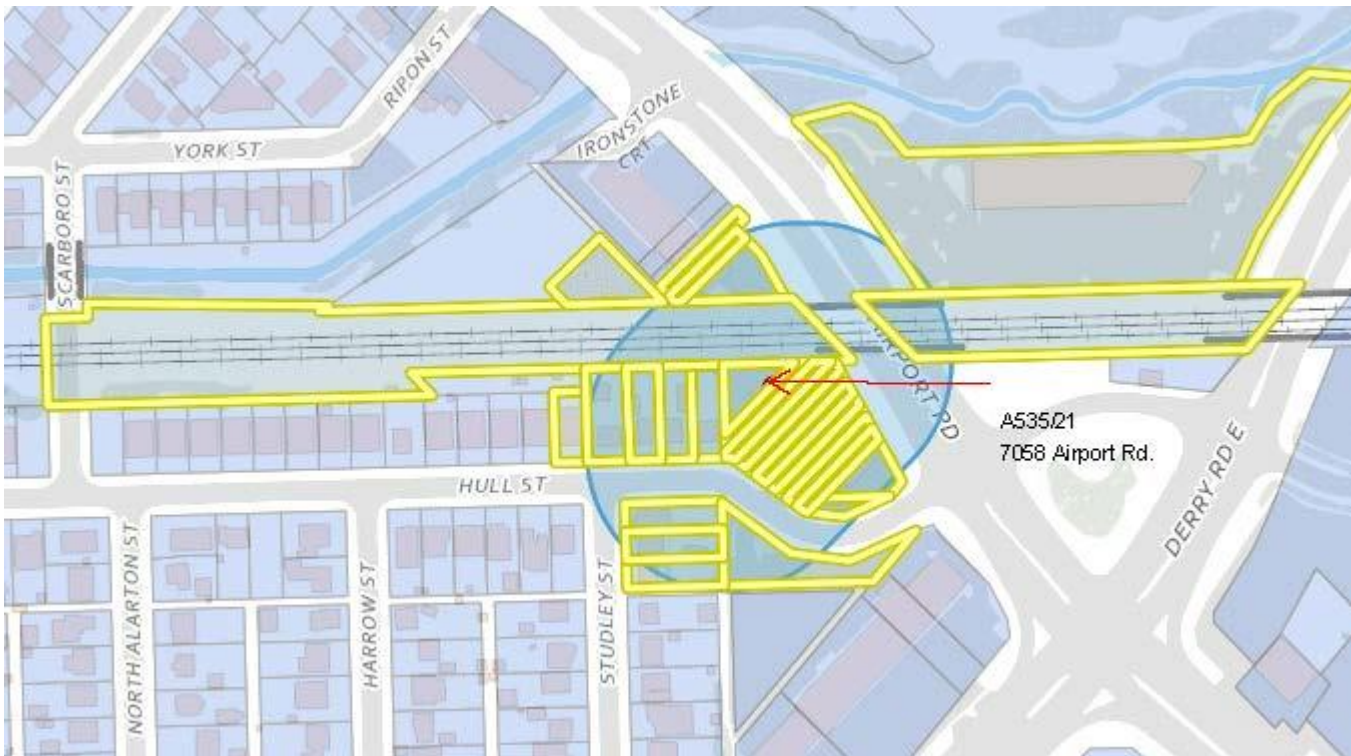 RIPON ST
IRONSTONE
CRT
YORK ST
SCARBORO ST
AIRPORT RD
A535/21
7058 Airport Rd.
HULL ST
DERRY RD E
NORTH ALARTON ST
HARROW ST
STUDLEY ST